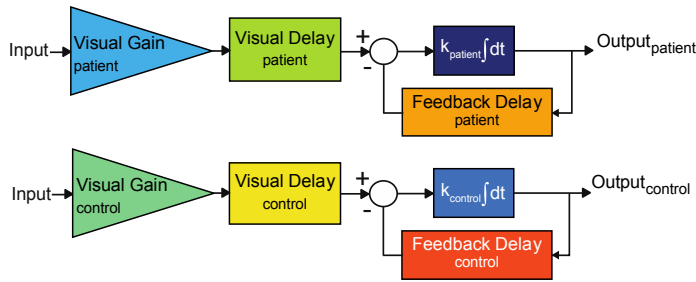 Input
Visual Gain
patient
Visual Delay
patient
+
-
k_patient∫dt
Output_patient
Feedback Delay
patient
Input
Visual Gain
control
Visual Delay
control
+
-
k_control∫dt
Output_control
Feedback Delay
control